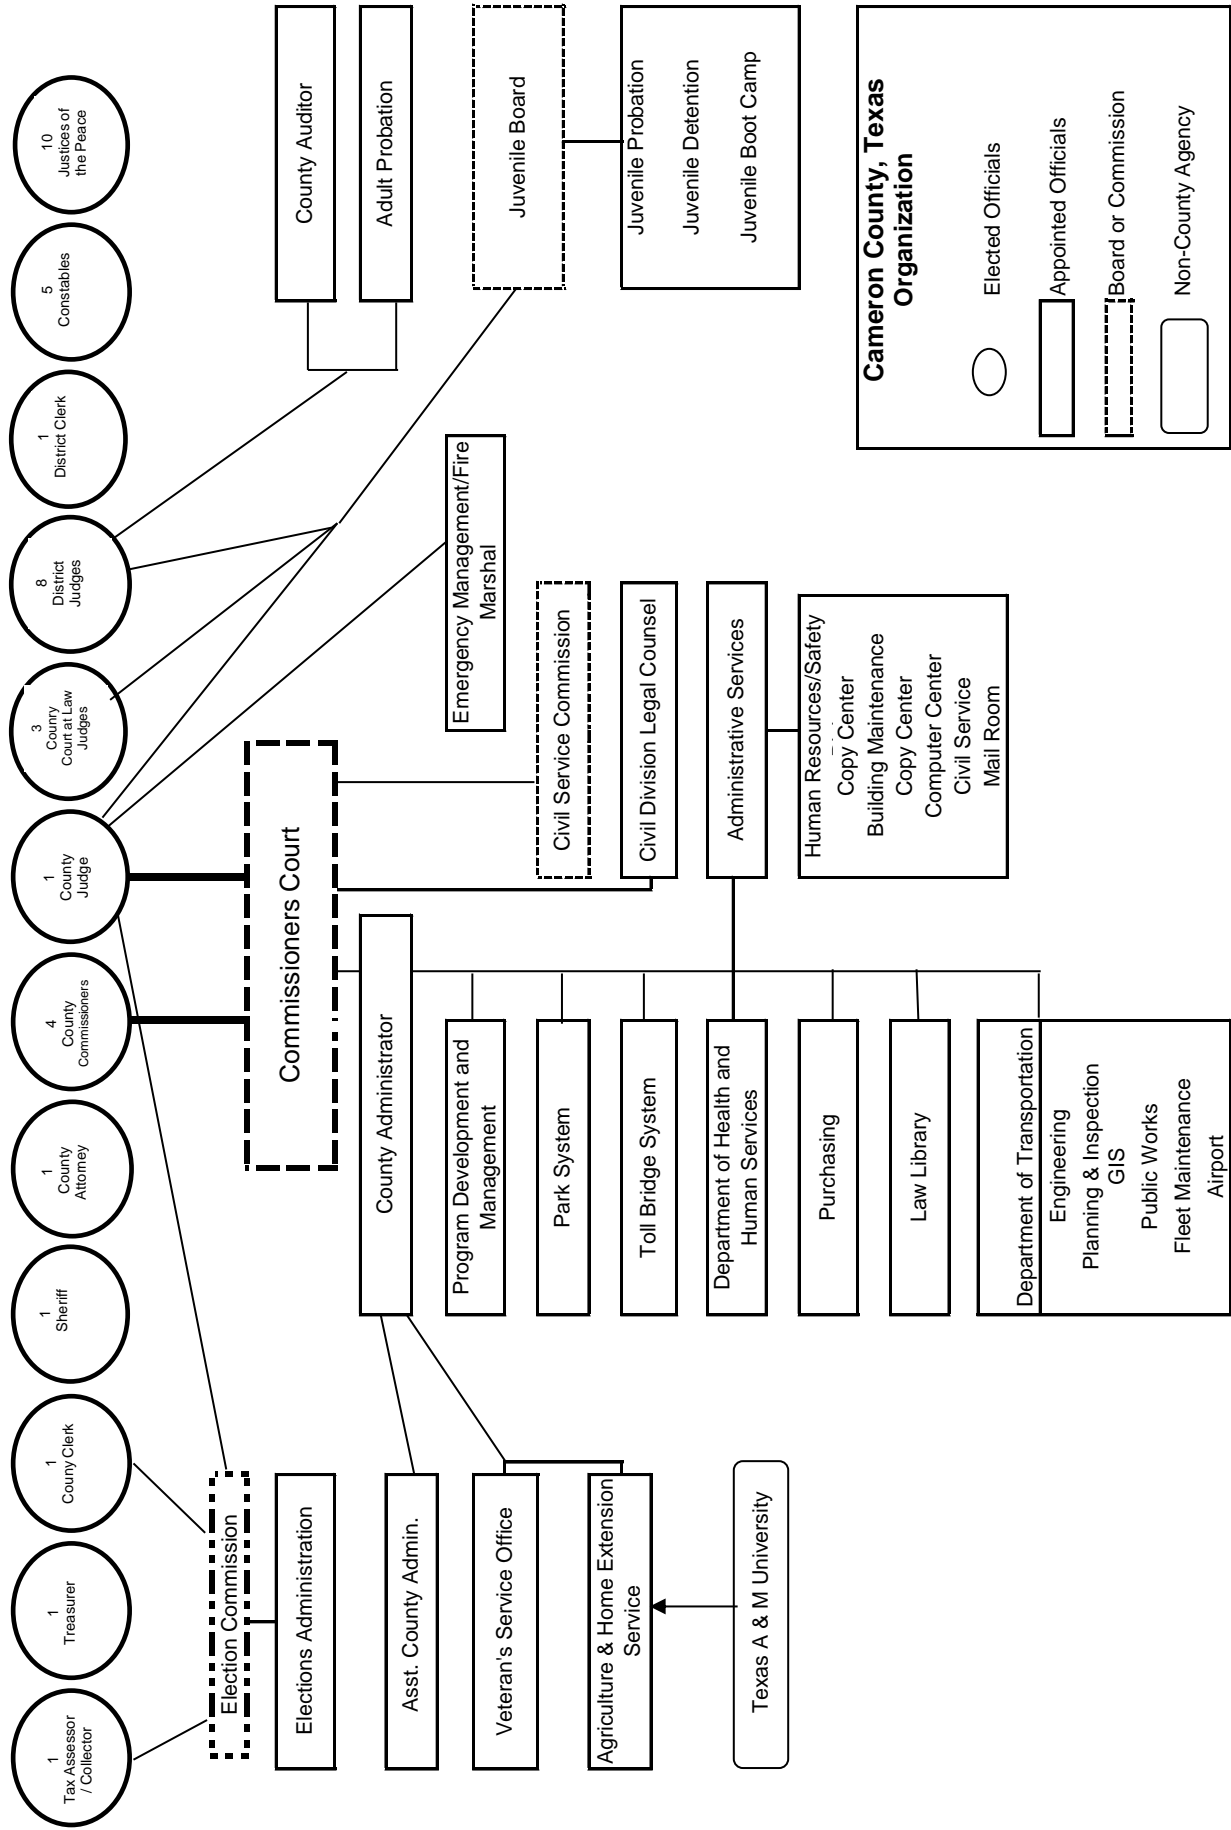 1
Tax Assessor
/ Collector
1
Treasurer
1
Couny Clerk
1
Sheriff
1
County
Attorney
4
County
Commissioners
1
County
Judge
3
Counry
Court at Law
Judges
8
District
Judges
1
District Clerk
5
Constables
10
Justices of
the Peace
Election Commission
Elections Administration
Asst. County Admin.
Veteran's Service Office
Agriculture & Home Extension
Service
Texas A & M University
Commissioners Court
County Administrator
Program Development and
Management
Park System
Toll Bridge System
Department of Health and
Human Services
Purchasing
Law Library
Department of Transportation
Engineering
Planning & Inspection
GIS
Public Works
Fleet Maintenance
Airport
Emergency Management/Fire
Marshal
Civil Service Commission
Civil Division Legal Counsel
Administrative Services
Human Resources/Safety
Copy Center
Building Maintenance
Copy Center
Computer Center
Civil Service
Mail Room
County Auditor
Adult Probation
Juvenile Board
Juvenile Probation
Juvenile Detention
Juvenile Boot Camp
Cameron County, Texas
Organization
Elected Officials
Appointed Officials
Board or Commission
Non-County Agency